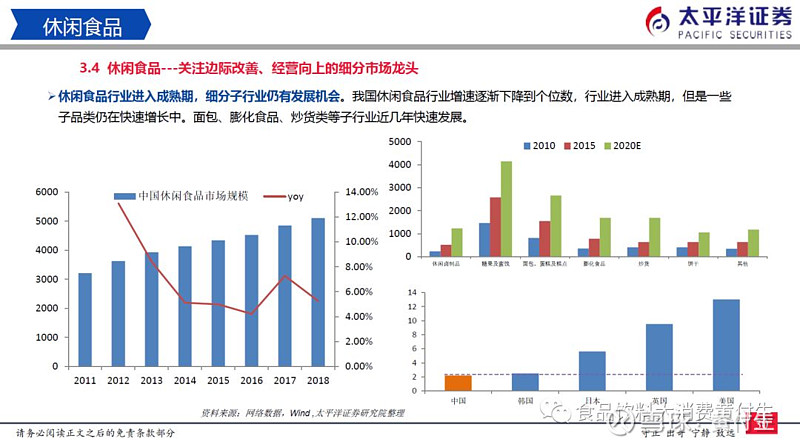 休闲食品
太平洋证券
PACIFIC SECURITIES
3.4 休闲食品---关注边际改善、经营向上的细分市场龙头
➢休闲食品行业进入成熟期，细分子行业仍有发展机会。我国休闲食品行业增速逐渐下降到个位数，行业进入成熟期，但是一些
子品类仍在快速增长中。面包、膨化食品、炒货类等子行业近几年快速发展。
中国休闲食品市场规模 yoy
6000
5000
4000
3000
2000
1000
0
14.00%
12.00%
10.00%
8.00%
6.00%
4.00%
2.00%
0.00%
2011 2012 2013 2014 2015 2016 2017 2018
2010 2015 2020E
5000
4000
3000
2000
1000
0
休闲卤制品 糖果及蜜饯 面包、蛋糕及糕点 膨化食品 炒货 饼干 其他
14
12
10
8
6
4
2
0
中国 韩国 日本 英国 美国
资料来源：网络数据，Wind，太平洋证券研究院整理
食品饮料大消费黄付生
请务必阅读正文之后的免责条款部分
守正 出奇 宁静 致远